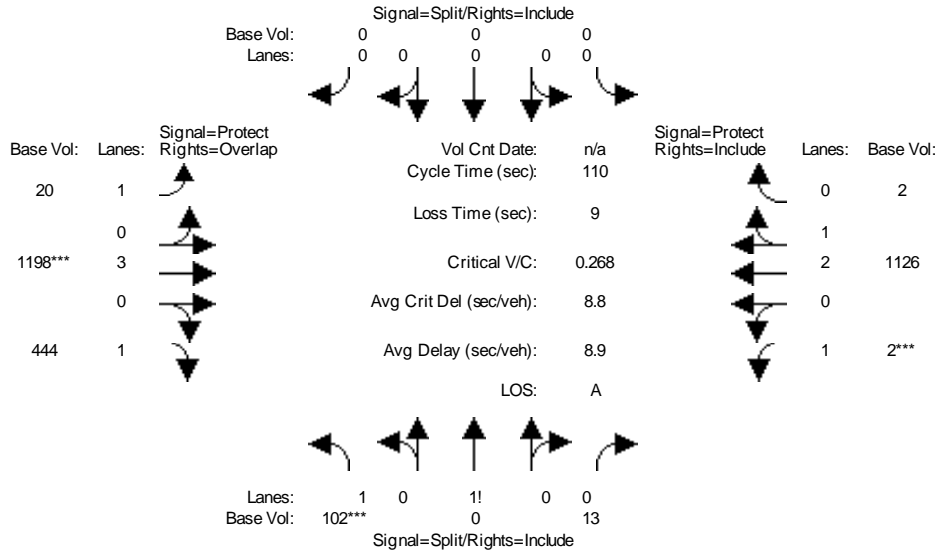 Signal=Split/Rights=Include
Base Vol: 0 0 0
Lanes: 0 0 0 0 0
Signal=Protect
Base Vol: Lanes: Rights=Overlap
Vol Cnt Date: n/a
Signal=Protect
Rights=Include Lanes: Base Vol:
Cycle Time (sec): 110
20 1
0 2
Loss Time (sec): 9
0
1
1198*** 3
Critical V/C: 0.268
2 1126
0
Avg Crit Del (sec/veh): 8.8
0
444 1
Avg Delay (sec/veh): 8.9
1 2***
LOS: A
Lanes: 1 0 1! 0 0
Base Vol: 102*** 0 13
Signal=Split/Rights=Include